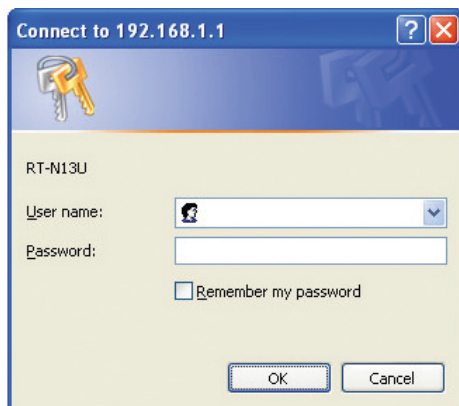 Connect to 192.168.1.1
RT-N13U
User name:
Password:
Remember my password
OK
Cancel